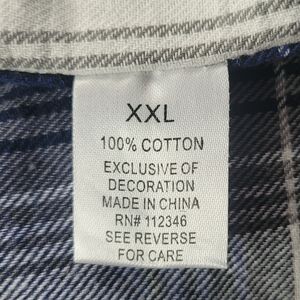 XXL
100% COTTON
EXCLUSIVE OF
DECORATION
MADE IN CHINA
RN# 112346
SEE REVERSE
FOR CARE